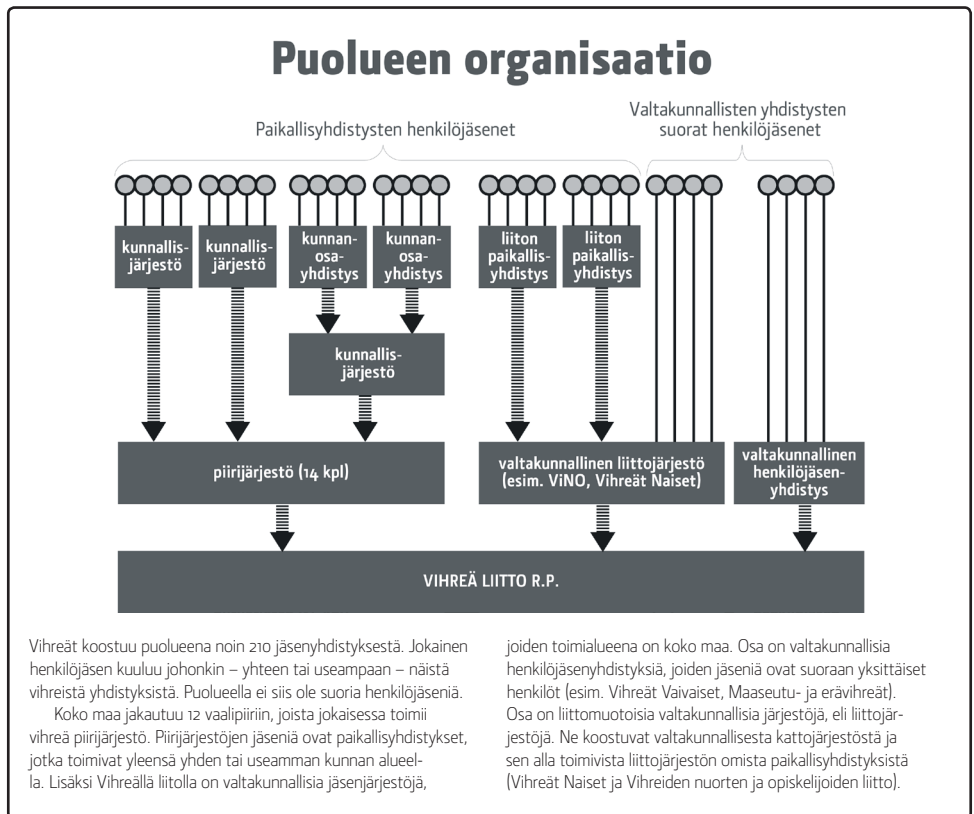 Puolueen organisaatio
Paikallisyhdistysten henkilöjäsenet
Valtakunnallisten yhdistysten
suorat henkilöjäsenet
kunnallis-
järjestö
kunnallis-
järjestö
kunnan-
osa-
yhdistys
kunnan-
osa-
yhdistys
liiton
paikallis-
yhdistys
liiton
paikallis-
yhdistys
kunnallis-
järjestö
piirijärjestö (14 kpl)
valtakunnallinen liittojärjestö
(esim. ViNO, Vihreät Naiset)
valtakunnallinen
henkilöjäsen-
yhdistys
VIHREÄ LIITTO R.P.
Vihreät koostuu puolueena noin 210 jäsenyhdistyksestä. Jokainen
henkilöjäsen kuuluu johonkin – yhteen tai useampaan – näistä
vihreistä yhdistyksistä. Puolueella ei siis ole suoria henkilöjäseniä.
Koko maa jakautuu 12 vaalipiiriin, joista jokaisessa toimii
vihreä piirijärjestö. Piirijärjestöjen jäseniä ovat paikallisyhdistykset,
jotka toimivat yleensä yhden tai useamman kunnan alueel-
la. Lisäksi Vihreällä liitolla on valtakunnallisia jäsenjärjestöjä,
joiden toimialueena on koko maa. Osa on valtakunnallisia
henkilöjäsenyhdistyksiä, joiden jäseniä ovat suoraan yksittäiset
henkilöt (esim. Vihreät Vaivaiset, Maaseutu- ja erävihreät).
Osa on liittomuotoisia valtakunnallisia järjestöjä, eli liittojär-
jestöjä. Ne koostuvat valtakunnallisesta kattojärjestöstä ja
sen alla toimivista liittojärjestön omista paikallisyhdistyksistä
(Vihreät Naiset ja Vihreiden nuorten ja opiskelijoiden liitto).